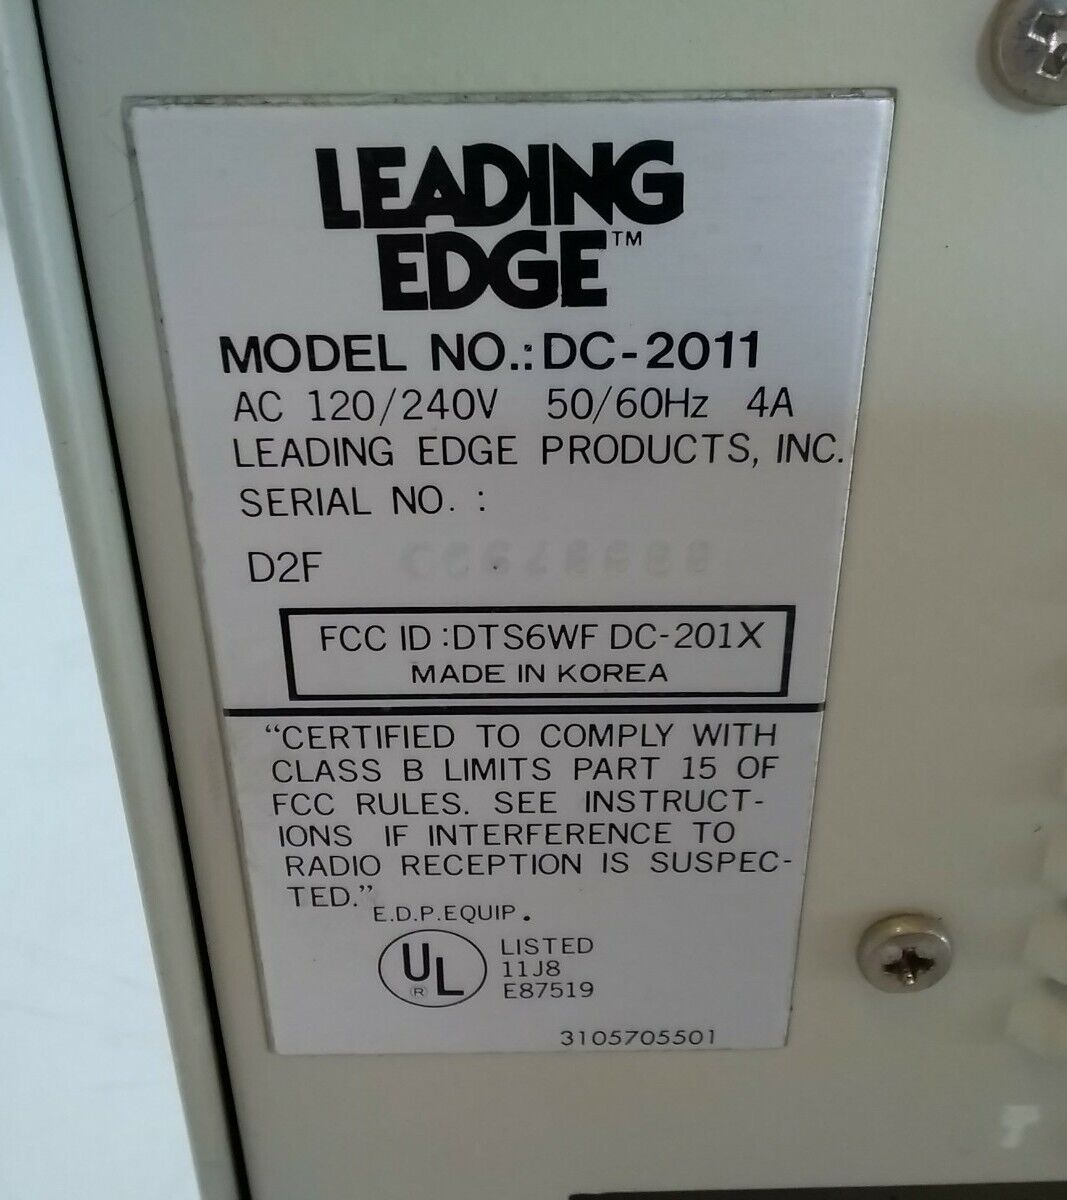 LEADING
EDGE™
MODEL NO.: DC-2011
AC 120/240V 50/60Hz 4A
LEADING EDGE PRODUCTS, INC.
SERIAL NO. :
D2F
FCC ID :DTS6WF DC-201X
MADE IN KOREA
“CERTIFIED TO COMPLY WITH
CLASS B LIMITS PART 15 OF
FCC RULES. SEE INSTRUCT-
IONS IF INTERFERENCE TO
RADIO RECEPTION IS SUSPEC-
TED.”
E.D.P.EQUIP.
UL® LISTED
11J8
E87519
3105705501